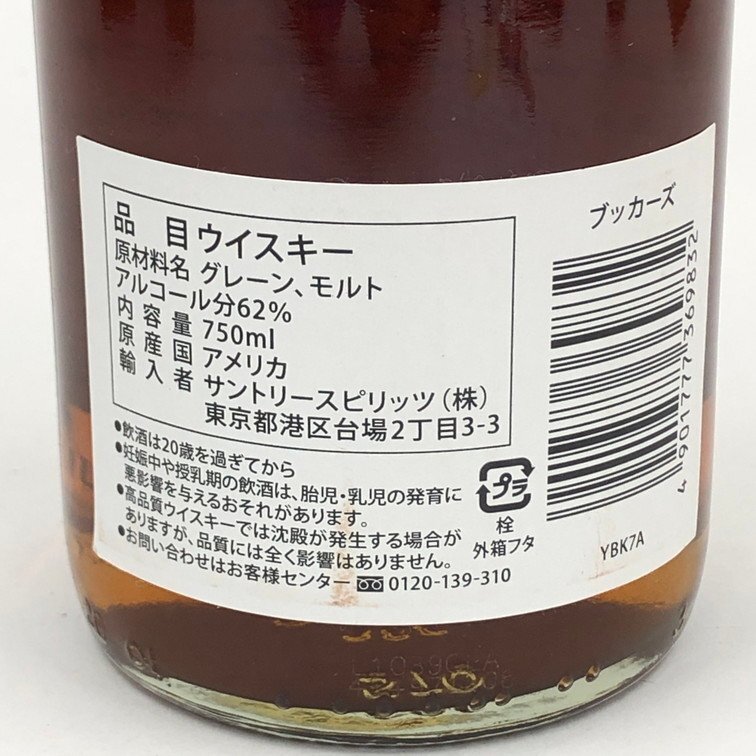 品目 ウイスキー
原材料名 グレーン、モルト
アルコール分62%
内容量 750ml
原産国 アメリカ
輸入者 サントリースピリッツ(株)
東京都港区台場2丁目3-3
●飲酒は20歳を過ぎてから
●妊娠中や授乳期の飲酒は、胎児・乳児の発育に
悪影響を与えるおそれがあります。
●高品質ウイスキーでは沈殿が発生する場合が
ありますが、品質には全く影響はありません。
●お問い合わせはお客様センター 0120-139-310
プラ
栓
外箱フタ
ブッカーズ
4 901777 369832
YBK7A